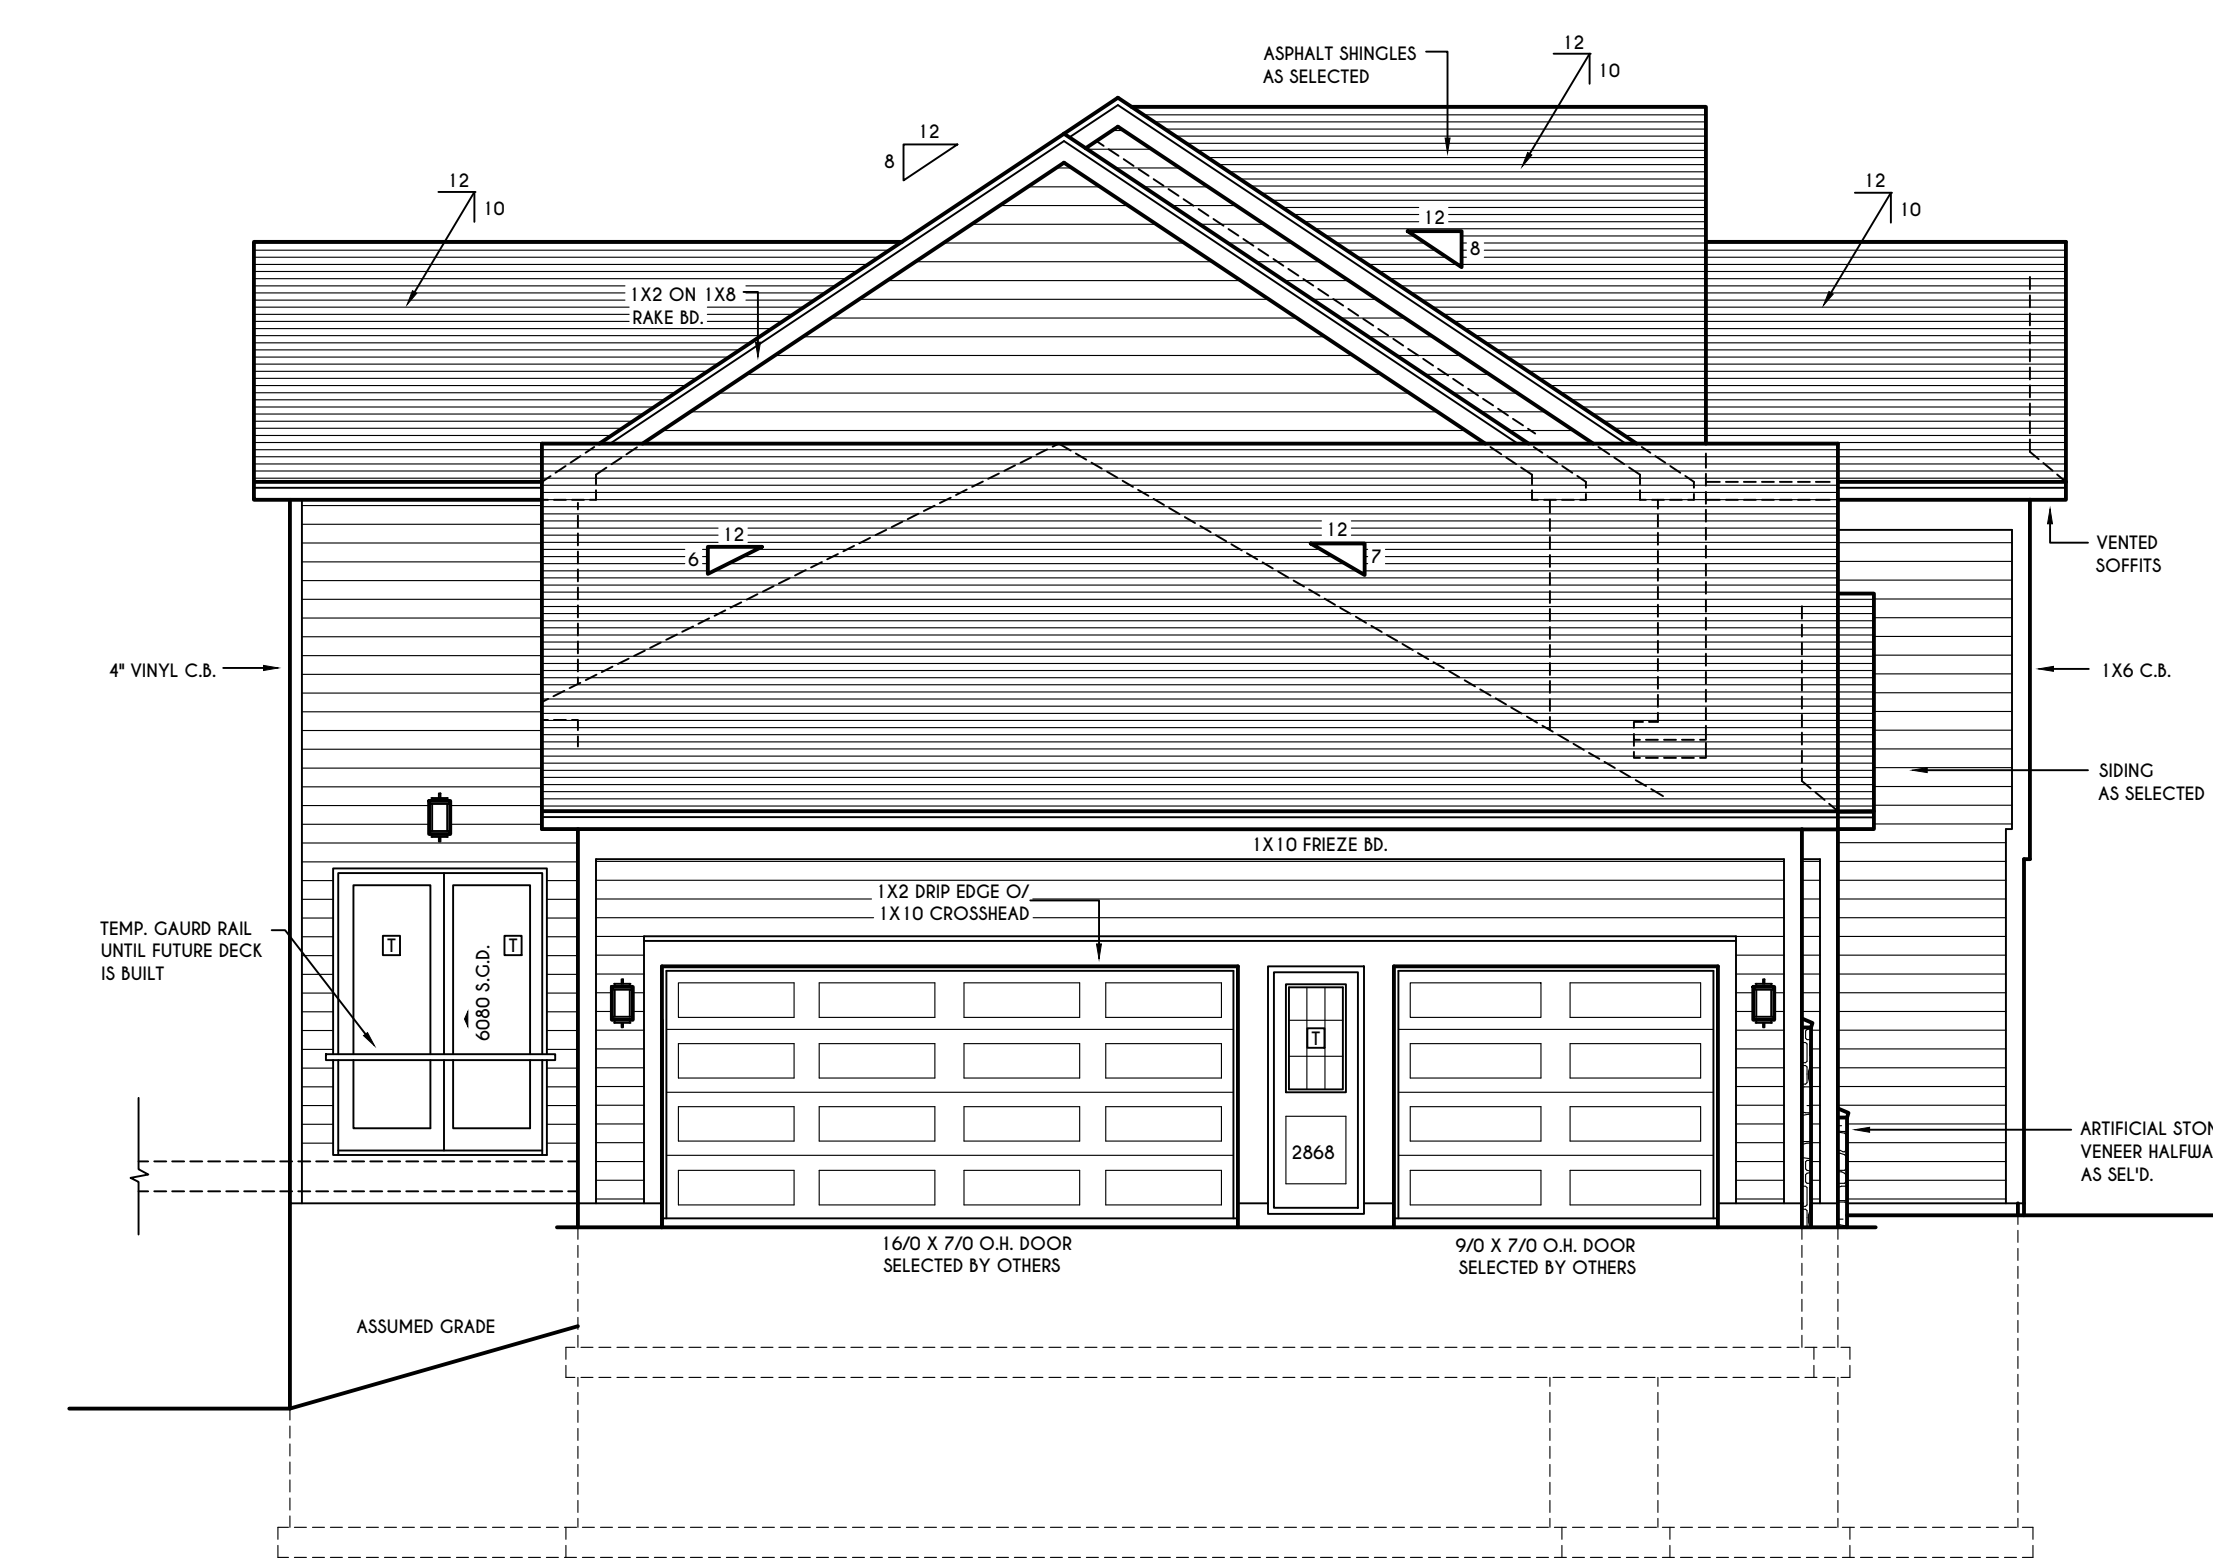 ASPHALT SHINGLES
AS SELECTED
12
10
12
8
12
10
12
10
12
8
1X2 ON 1X8
RAKE BD.
12
6
12
7
VENTED
SOFFITS
4" VINYL C.B.
1X6 C.B.
SIDING
AS SELECTED
1X10 FRIEZE BD.
1X2 DRIP EDGE O/
1X10 CROSSHEAD
TEMP. GAURD RAIL
UNTIL FUTURE DECK
IS BUILT
T
T
6080 S.G.D.
T
2868
ARTIFICIAL STON
VENEER HALFWA
AS SEL'D.
16/0 X 7/0 O.H. DOOR
SELECTED BY OTHERS
9/0 X 7/0 O.H. DOOR
SELECTED BY OTHERS
ASSUMED GRADE